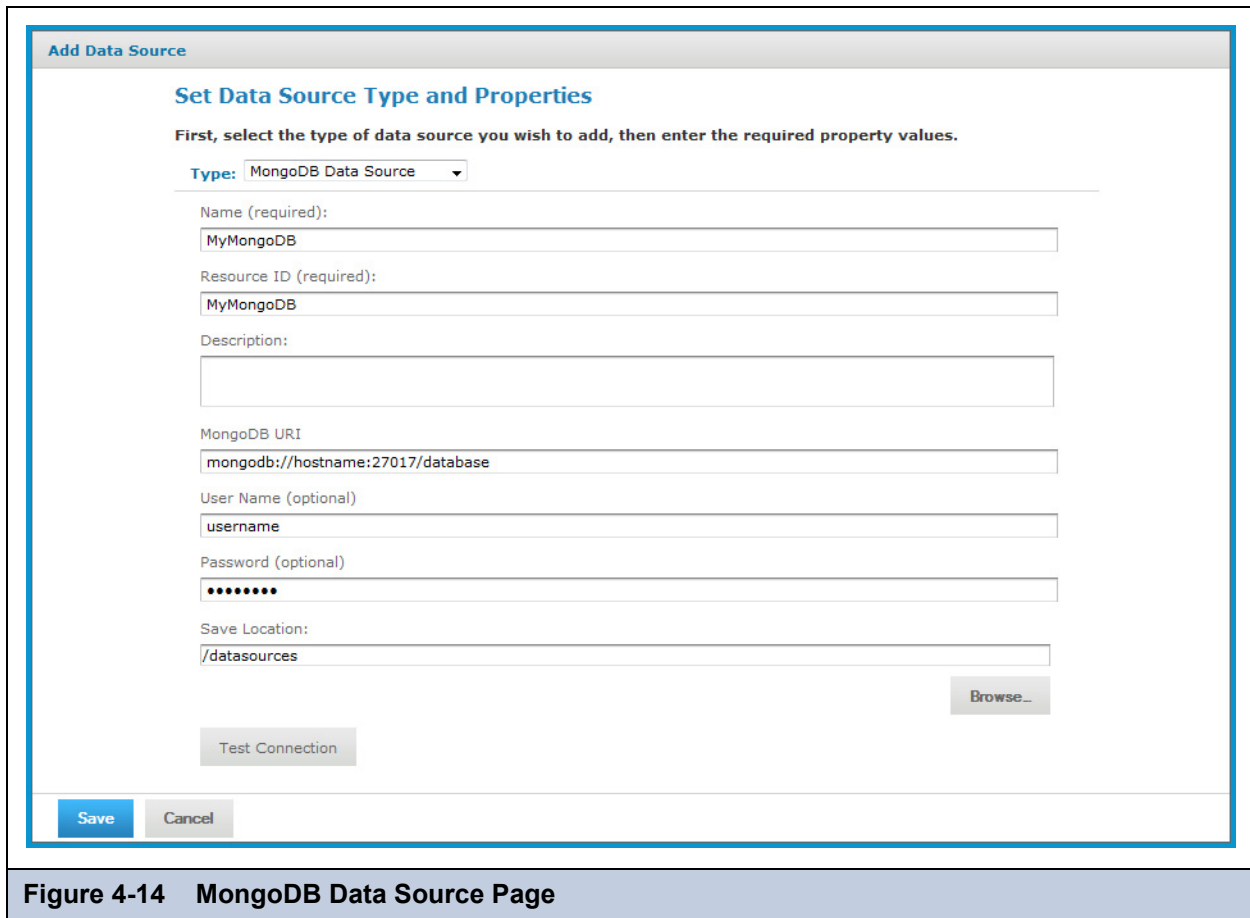 Add Data Source
Set Data Source Type and Properties
First, select the type of data source you wish to add, then enter the required property values.
Type: MongoDB Data Source
Name (required):
MyMongoDB
Resource ID (required):
MyMongoDB
Description:
MongoDB URI
mongodb://hostname:27017/database
User Name (optional)
username
Password (optional)
••••••••
Save Location:
/datasources
Browse...
Test Connection
Save Cancel
Figure 4-14 MongoDB Data Source Page